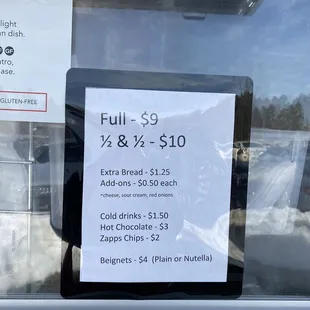 light
n dish.
GF
ntro,
ase.
GLUTEN-FREE
Full - $9
½ & ½ - $10
Extra Bread - $1.25
Add-ons - $0.50 each
*cheese, sour cream, red onions
Cold drinks - $1.50
Hot Chocolate - $3
Zapps Chips - $2
Beignets - $4 (Plain or Nutella)